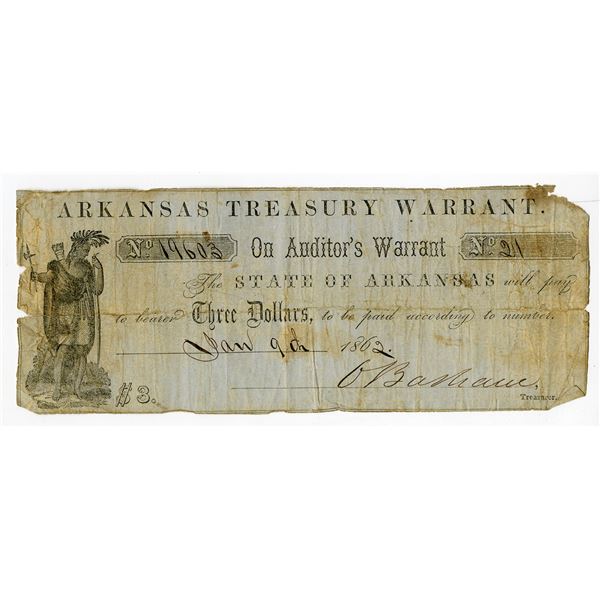 ARKANSAS TREASURY WARRANT.
No 19603 On Auditor's Warrant No 21
The STATE OF ARKANSAS will pay
to bearer Three Dollars, to be paid according to number.
Jan 9th 1862
$3. O Basham
Treasurer.